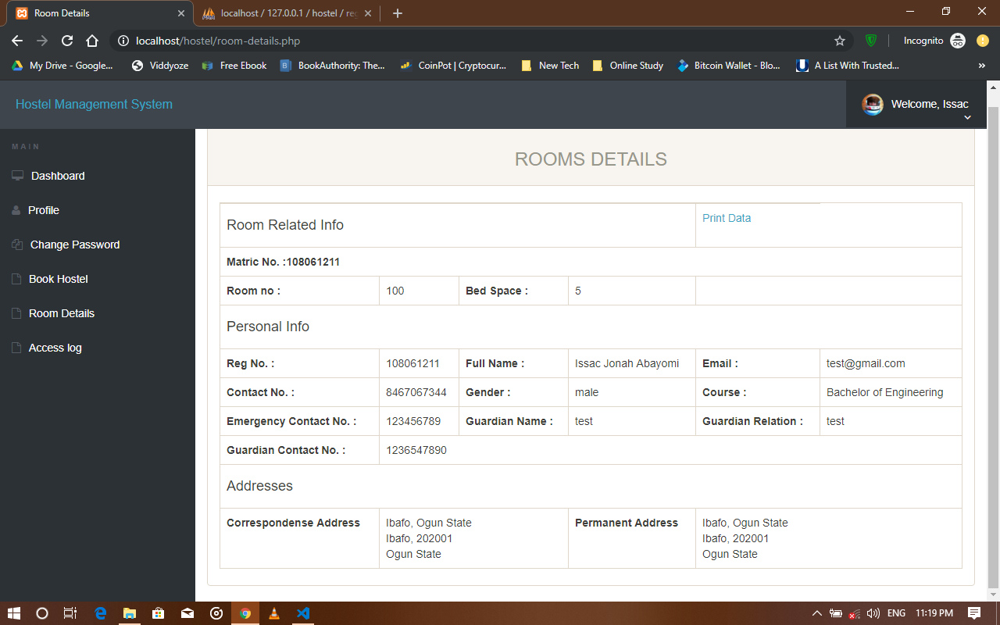 Room Details
localhost / 127.0.0.1 / hostel / reg
localhost/hostel/room-details.php
Incognito
My Drive - Google...
Viddyoze
Free Ebook
BookAuthority: The...
CoinPot | Cryptocur...
New Tech
Online Study
Bitcoin Wallet - Blo...
A List With Trusted...
»
Hostel Management System
Welcome, Issac
MAIN
Dashboard
Profile
Change Password
Book Hostel
Room Details
Access log
ROOMS DETAILS
Room Related Info
Print Data
Matric No. :108061211
Room no : 100 Bed Space : 5
Personal Info
Reg No. : 108061211 Full Name : Issac Jonah Abayomi Email : test@gmail.com
Contact No. : 8467067344 Gender : male Course : Bachelor of Engineering
Emergency Contact No. : 123456789 Guardian Name : test Guardian Relation : test
Guardian Contact No. : 1236547890
Addresses
Correspondense Address
Ibafo, Ogun State
Ibafo, 202001
Ogun State
Permanent Address
Ibafo, Ogun State
Ibafo, 202001
Ogun State
ENG
11:19 PM